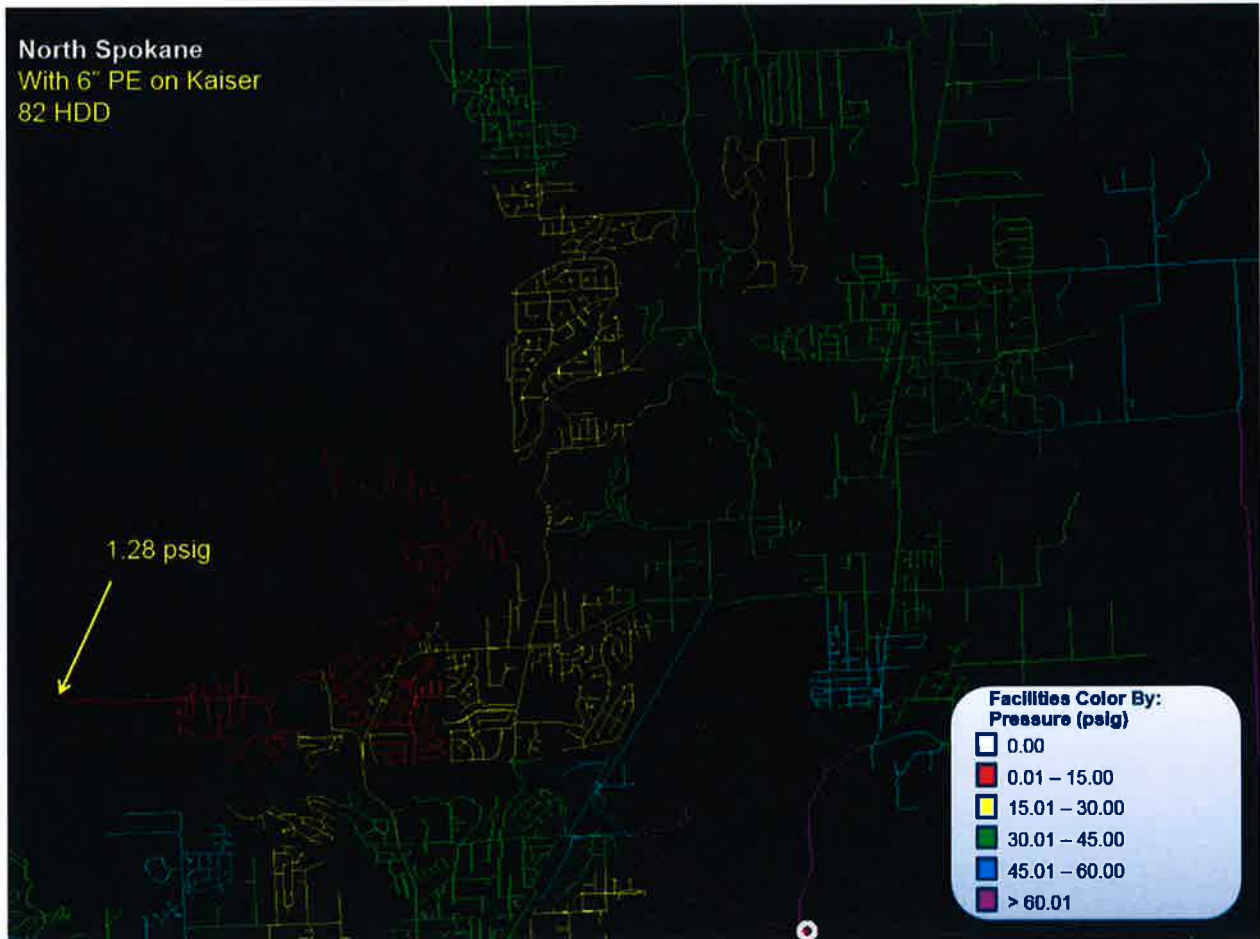 North Spokane
With 6" PE on Kaiser
82 HDD
1.28 psig
Facilities Color By:
Pressure (psig)
0.00
0.01 – 15.00
15.01 – 30.00
30.01 – 45.00
45.01 – 60.00
> 60.01